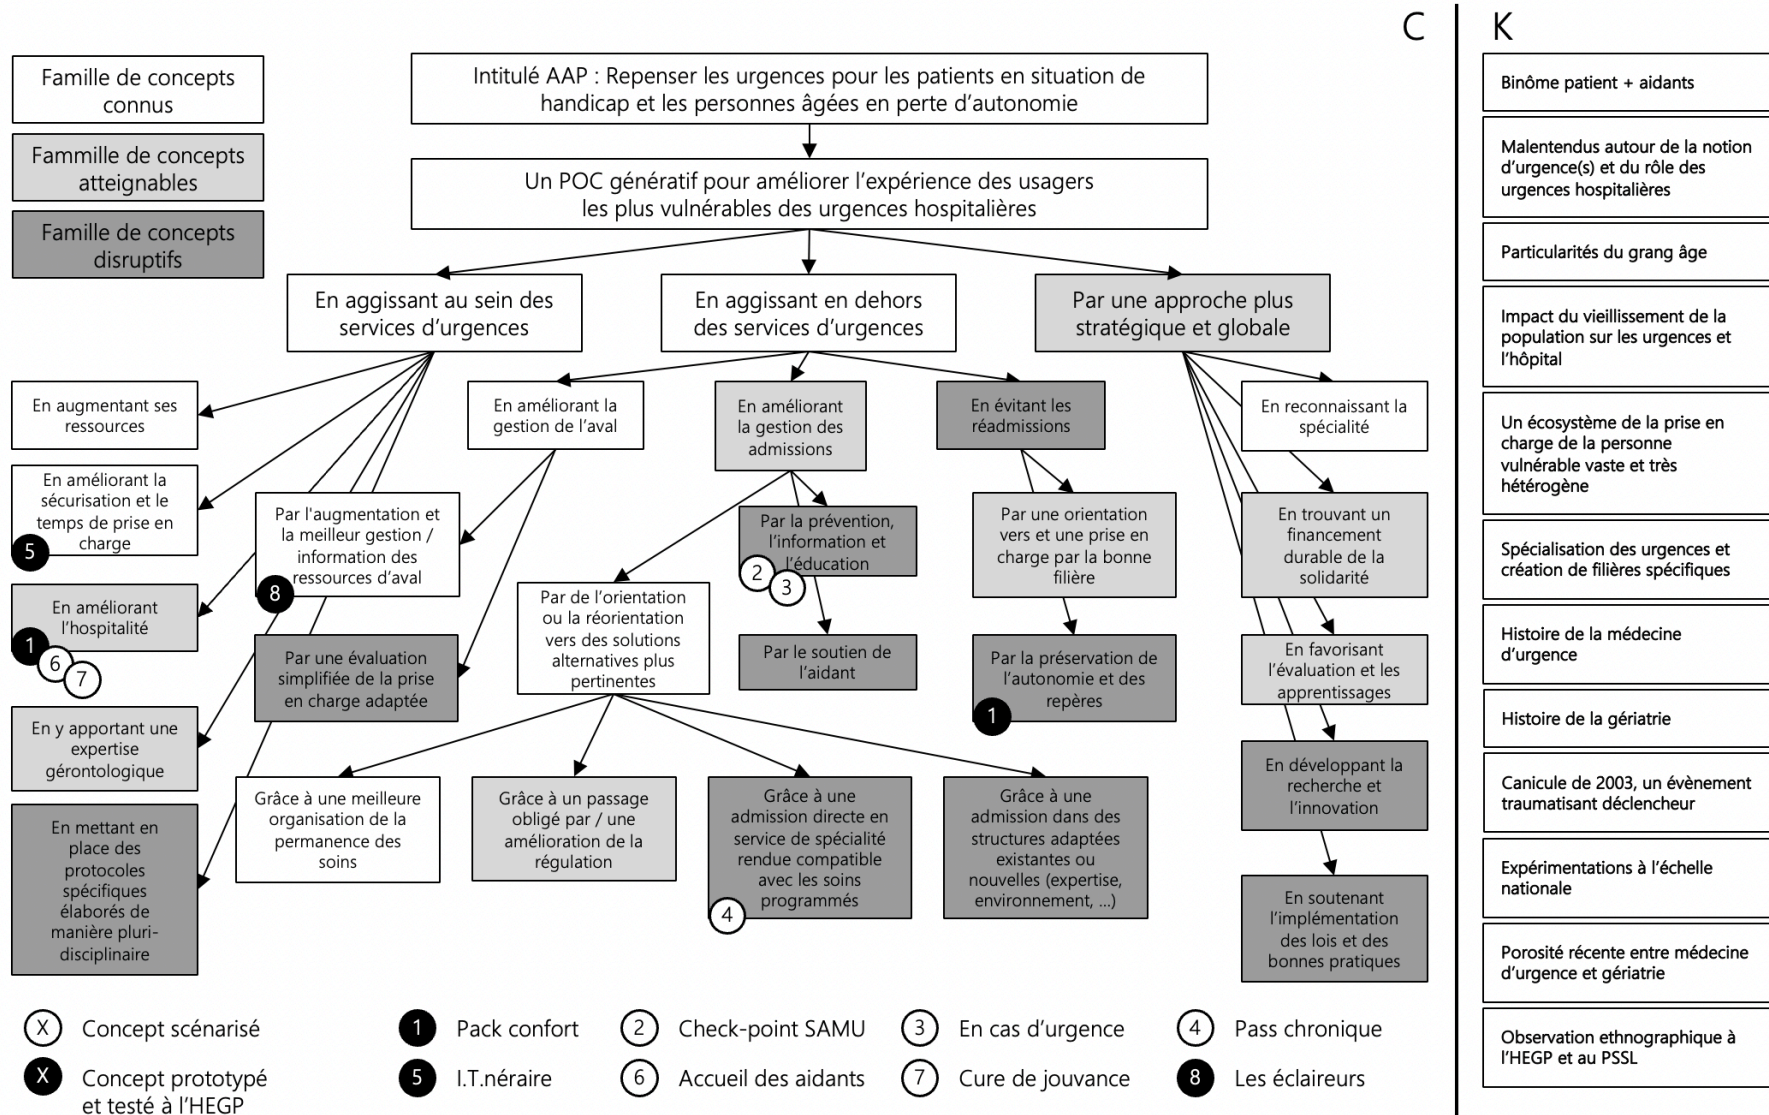 C
K
Famille de concepts
connus
Fammille de concepts
atteignables
Famille de concepts
disruptifs
Intitulé AAP : Repenser les urgences pour les patients en situation de
handicap et les personnes âgées en perte d'autonomie
Un POC génératif pour améliorer l'expérience des usagers
les plus vulnérables des urgences hospitalières
En aggissant au sein des
services d'urgences
En aggissant en dehors
des services d'urgences
Par une approche plus
stratégique et globale
En augmentant ses
ressources
En améliorant la
sécurisation et le
temps de prise en
charge
5
En améliorant
l'hospitalité
1
6
7
En y apportant une
expertise
gérontologique
En mettant en
place des
protocoles
spécifiques
élaborés de
manière pluri-
disciplinaire
En améliorant la
gestion de l'aval
Par l'augmentation et
la meilleur gestion /
information des
ressources d'aval
8
Par une évaluation
simplifiée de la prise
en charge adaptée
En améliorant
la gestion des
admissions
Par de l'orientation
ou la réorientation
vers des solutions
alternatives plus
pertinentes
Par la prévention,
l'information et
l'éducation
2
3
Par le soutien de
l'aidant
Grâce à une meilleure
organisation de la
permanence des
soins
Grâce à un passage
obligé par / une
amélioration de la
régulation
Grâce à une
admission directe en
service de spécialité
rendue compatible
avec les soins
programmés
4
Grâce à une
admission dans des
structures adaptées
existantes ou
nouvelles (expertise,
environnement, ...)
En évitant les
réadmissions
Par une orientation
vers et une prise en
charge par la bonne
filière
Par la préservation de
l'autonomie et des
repères
1
En reconnaissant la
spécialité
En trouvant un
financement
durable de la
solidarité
En favorisant
l'évaluation et les
apprentissages
En développant la
recherche et
l'innovation
En soutenant
l'implémentation
des lois et des
bonnes pratiques
X Concept scénarisé
X Concept prototypé
et testé à l'HEGP
1 Pack confort
2 Check-point SAMU
3 En cas d'urgence
4 Pass chronique
5 I.T.néraire
6 Accueil des aidants
7 Cure de jouvance
8 Les éclaireurs
Binôme patient + aidants
Malentendus autour de la notion
d'urgence(s) et du rôle des
urgences hospitalières
Particularités du grang âge
Impact du vieillissement de la
population sur les urgences et
l'hôpital
Un écosystème de la prise en
charge de la personne
vulnérable vaste et très
hétérogène
Spécialisation des urgences et
création de filières spécifiques
Histoire de la médecine
d'urgence
Histoire de la gériatrie
Canicule de 2003, un évènement
traumatisant déclencheur
Expérimentations à l'échelle
nationale
Porosité récente entre médecine
d'urgence et gériatrie
Observation ethnographique à
l'HEGP et au PSSL